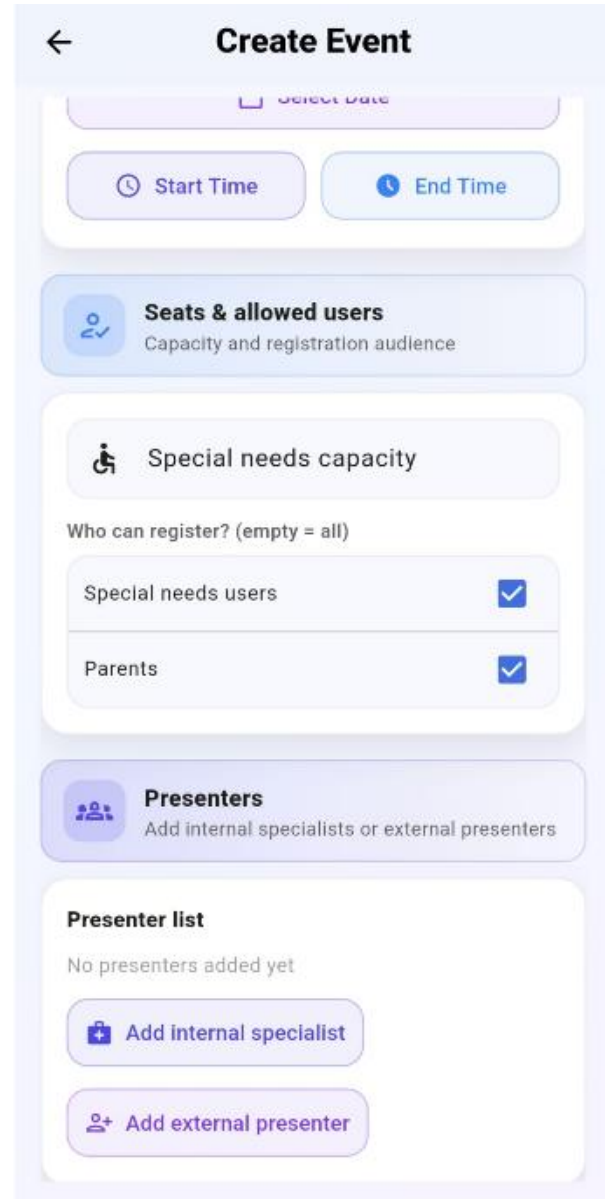 Create Event
Select Date
Start Time
End Time
Seats & allowed users
Capacity and registration audience
Special needs capacity
Who can register? (empty = all)
Special needs users
Parents
Presenters
Add internal specialists or external presenters
Presenter list
No presenters added yet
Add internal specialist
Add external presenter